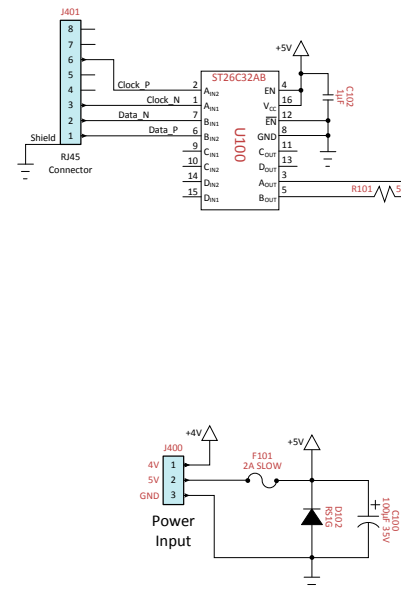 J401
8
7
6
5
4
3
2
1
Clock_P
Clock_N
Data_N
Data_P
Shield
RJ45
Connector
+5V
C102
1µF
ST26C32AB
U100
2 AIN2
1 AIN1
7 BIN1
6 BIN2
9 CIN1
10 CIN2
14 DIN2
15 DIN1
EN 4
VCC 16
EN 12
GND 8
COUT 11
DOUT 13
AOUT 3
BOUT 5
R101 5
+4V
J400
4V 1
5V 2
GND 3
Power
Input
F101
2A SLOW
+5V
D102
RS1G
+
C100
100µF 35V